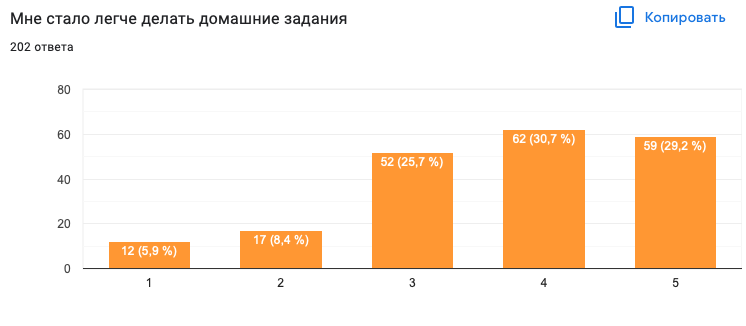 Мне стало легче делать домашние задания
Копировать
202 ответа
80
60
40
20
0
12 (5,9 %)
17 (8,4 %)
52 (25,7 %)
62 (30,7 %)
59 (29,2 %)
1 2 3 4 5